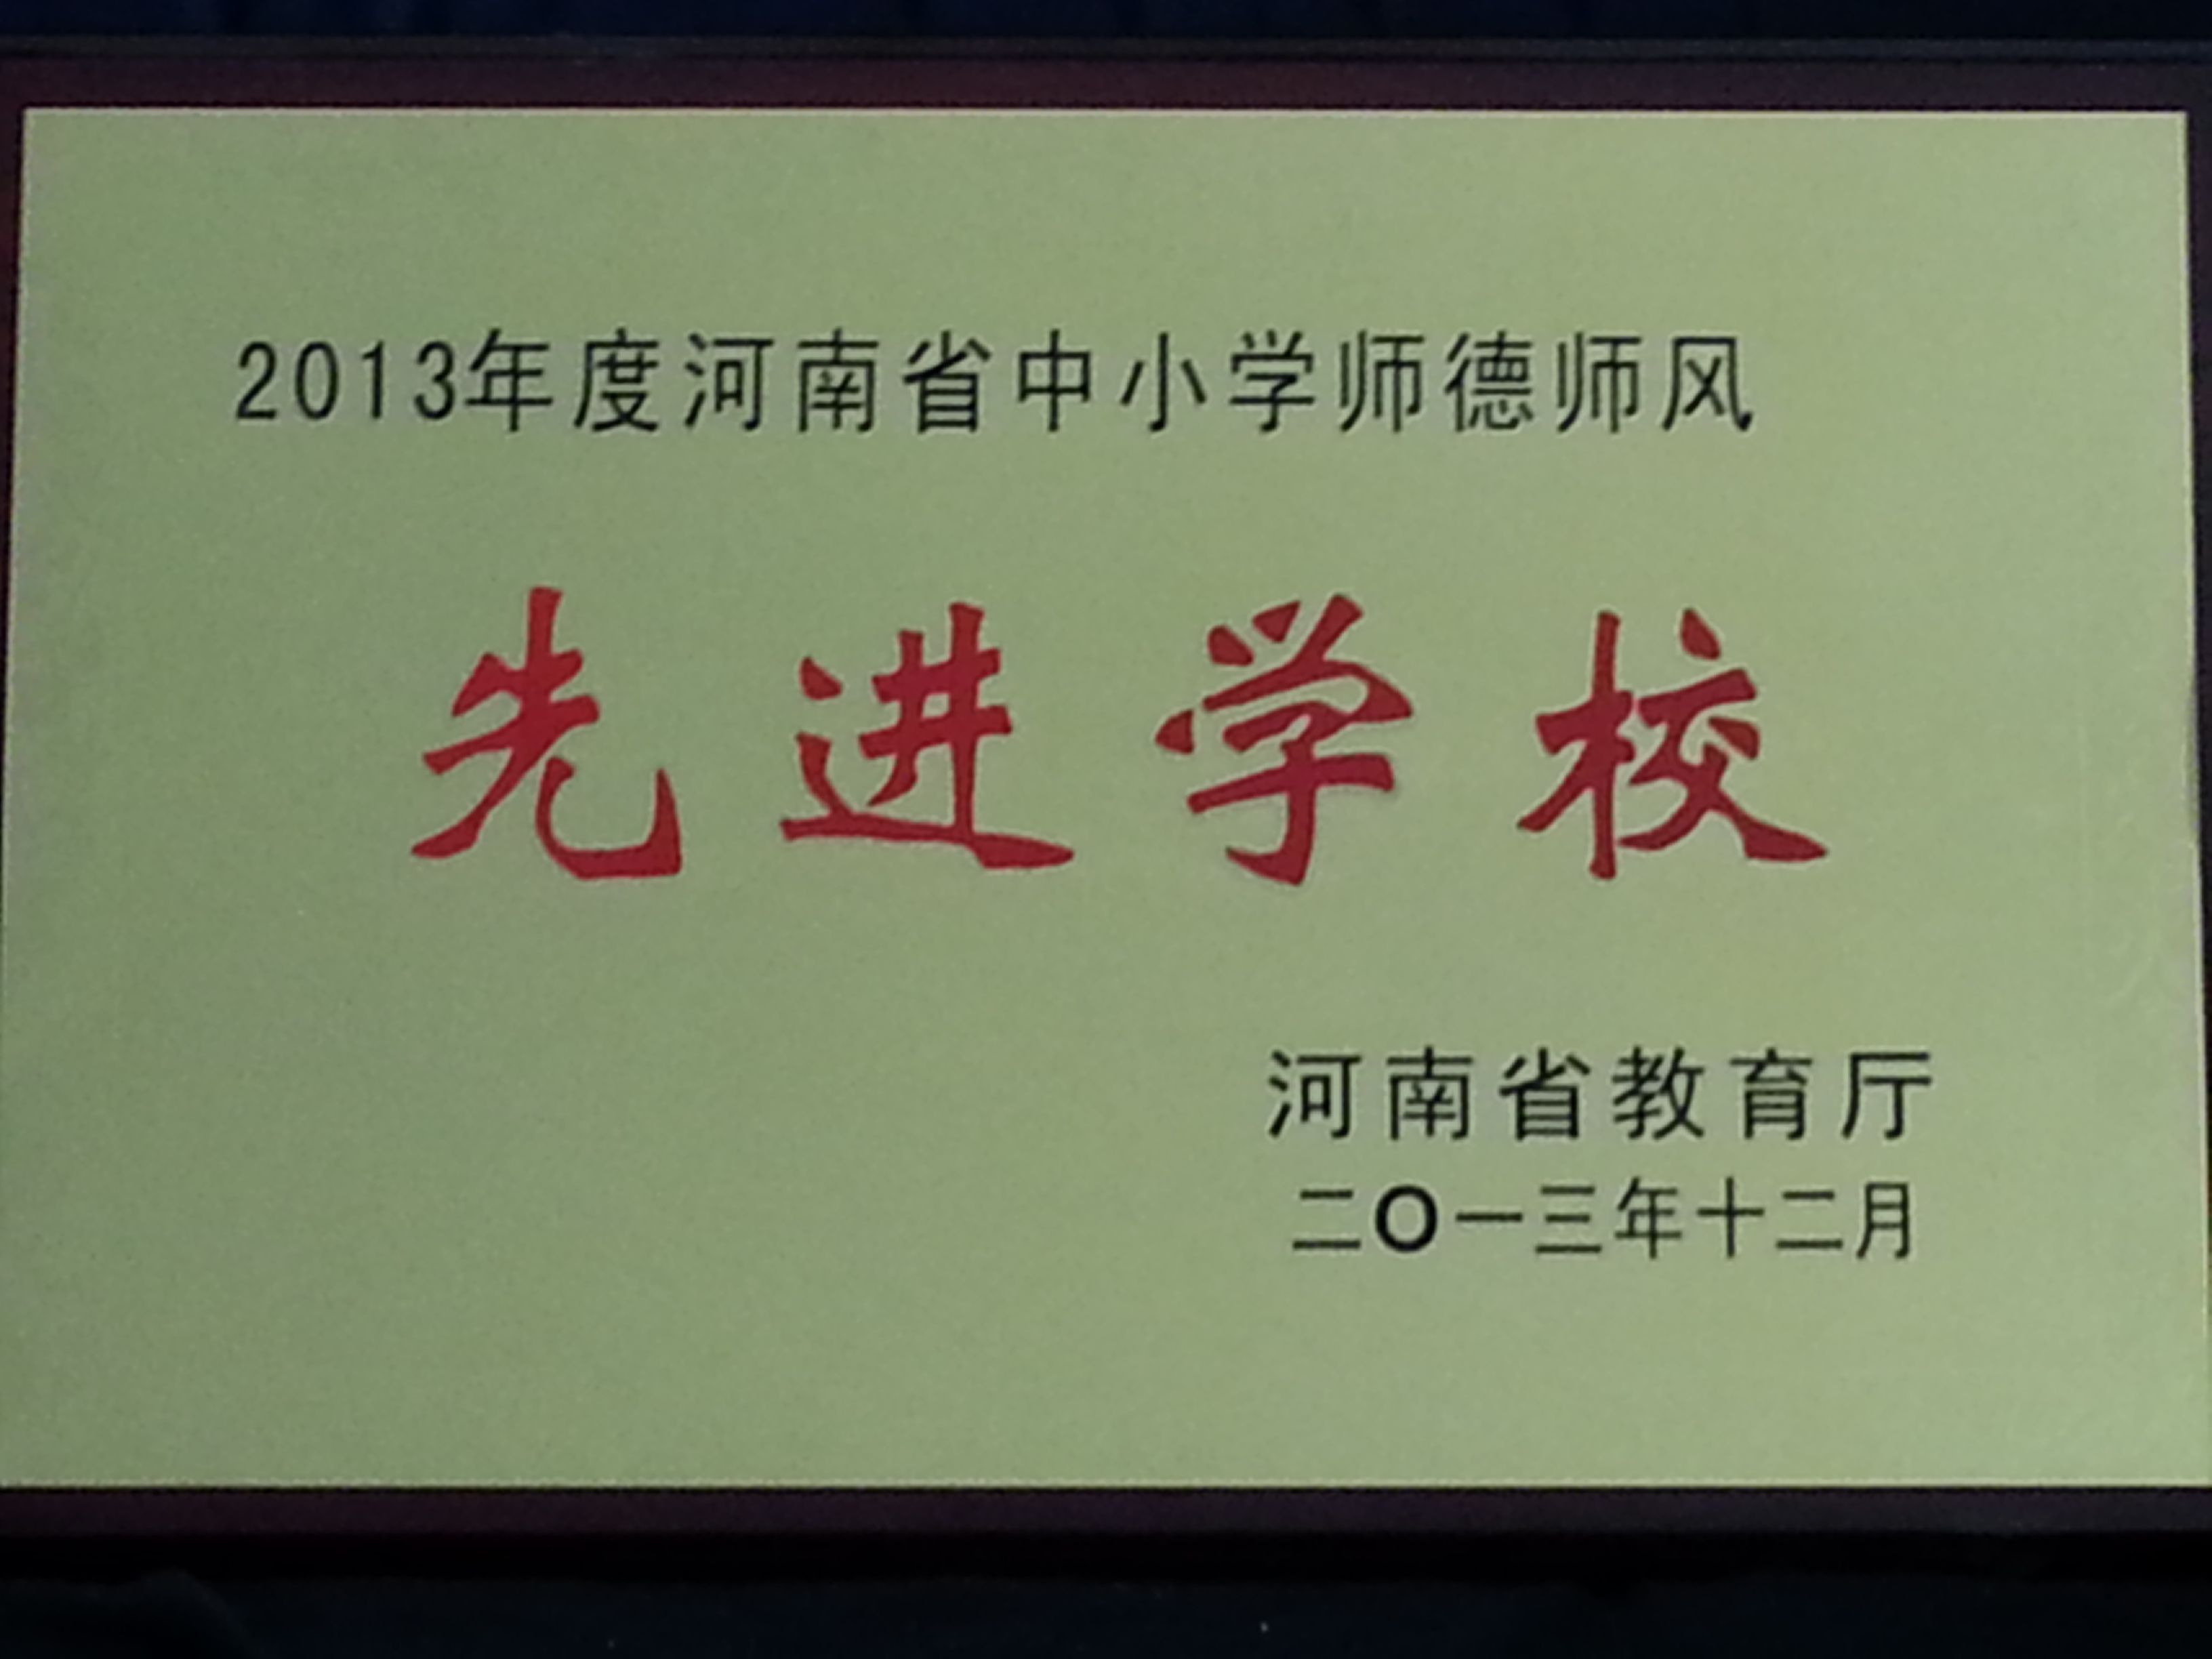 2013年度河南省中小学师德师风
先进学校
河南省教育厅
二〇一三年十二月